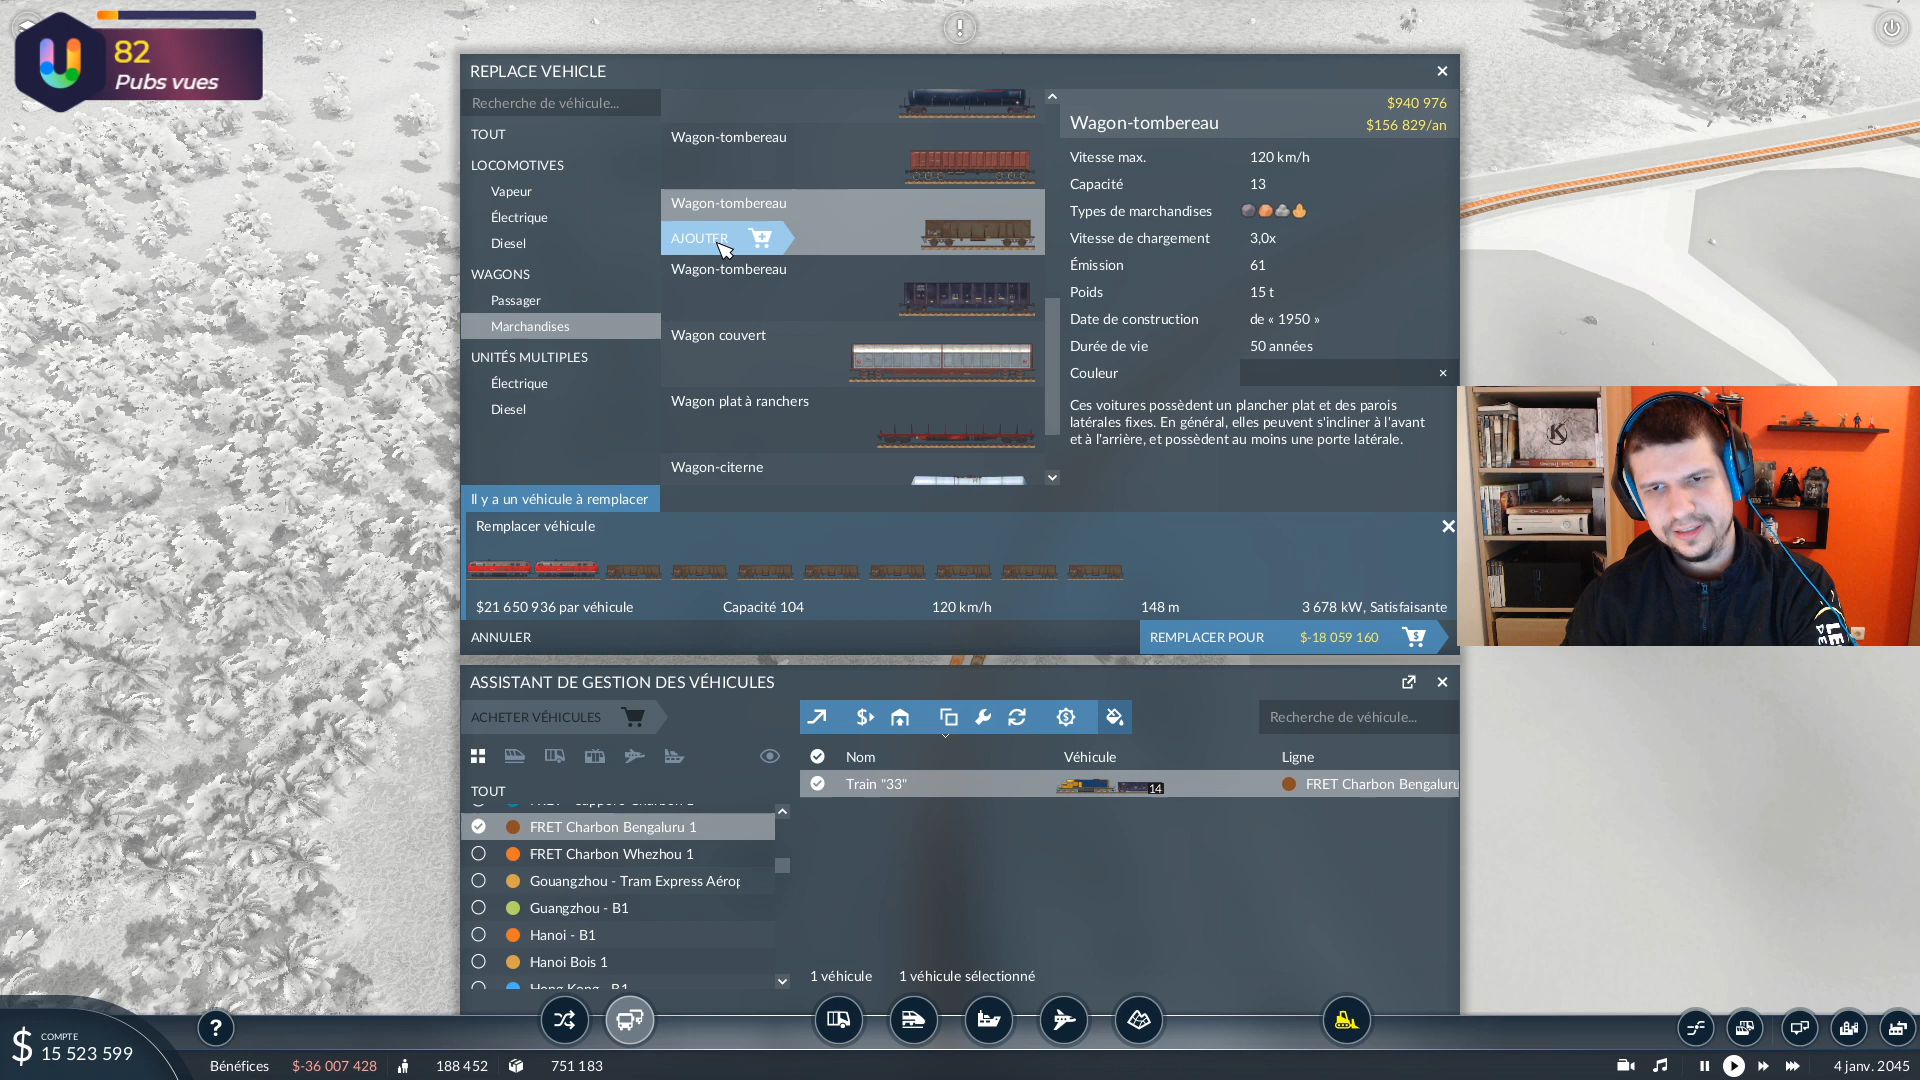 82
Pubs vues
REPLACE VEHICLE
Recherche de véhicule...
TOUT
LOCOMOTIVES
Vapeur
Électrique
Diesel
WAGONS
Passager
Marchandises
UNITÉS MULTIPLES
Électrique
Diesel
Wagon-tombereau
Wagon-tombereau
AJOUTER
Wagon-tombereau
Wagon couvert
Wagon plat à ranchers
Wagon-citerne
$940 976
Wagon-tombereau
$156 829/an
Vitesse max. 120 km/h
Capacité 13
Types de marchandises
Vitesse de chargement 3,0x
Émission 61
Poids 15 t
Date de construction de « 1950 »
Durée de vie 50 années
Couleur
Ces voitures possèdent un plancher plat et des parois
latérales fixes. En général, elles peuvent s'incliner à l'avant
et à l'arrière, et possèdent au moins une porte latérale.
Il y a un véhicule à remplacer
Remplacer véhicule
$21 650 936 par véhicule Capacité 104 120 km/h 148 m 3 678 kW, Satisfaisante
ANNULER
REMPLACER POUR $-18 059 160
ASSISTANT DE GESTION DES VÉHICULES
ACHETER VÉHICULES
Recherche de véhicule...
TOUT
FRET Charbon Bengaluru 1
FRET Charbon Whezhou 1
Gouangzhou - Tram Express Aérop
Guangzhou - B1
Hanoi - B1
Hanoi Bois 1
Hong Kong - B1
Nom Véhicule Ligne
Train "33" 14 FRET Charbon Bengaluru
1 véhicule 1 véhicule sélectionné
COMPTE
15 523 599
Bénéfices $-36 007 428 188 452 751 183
4 janv. 2045